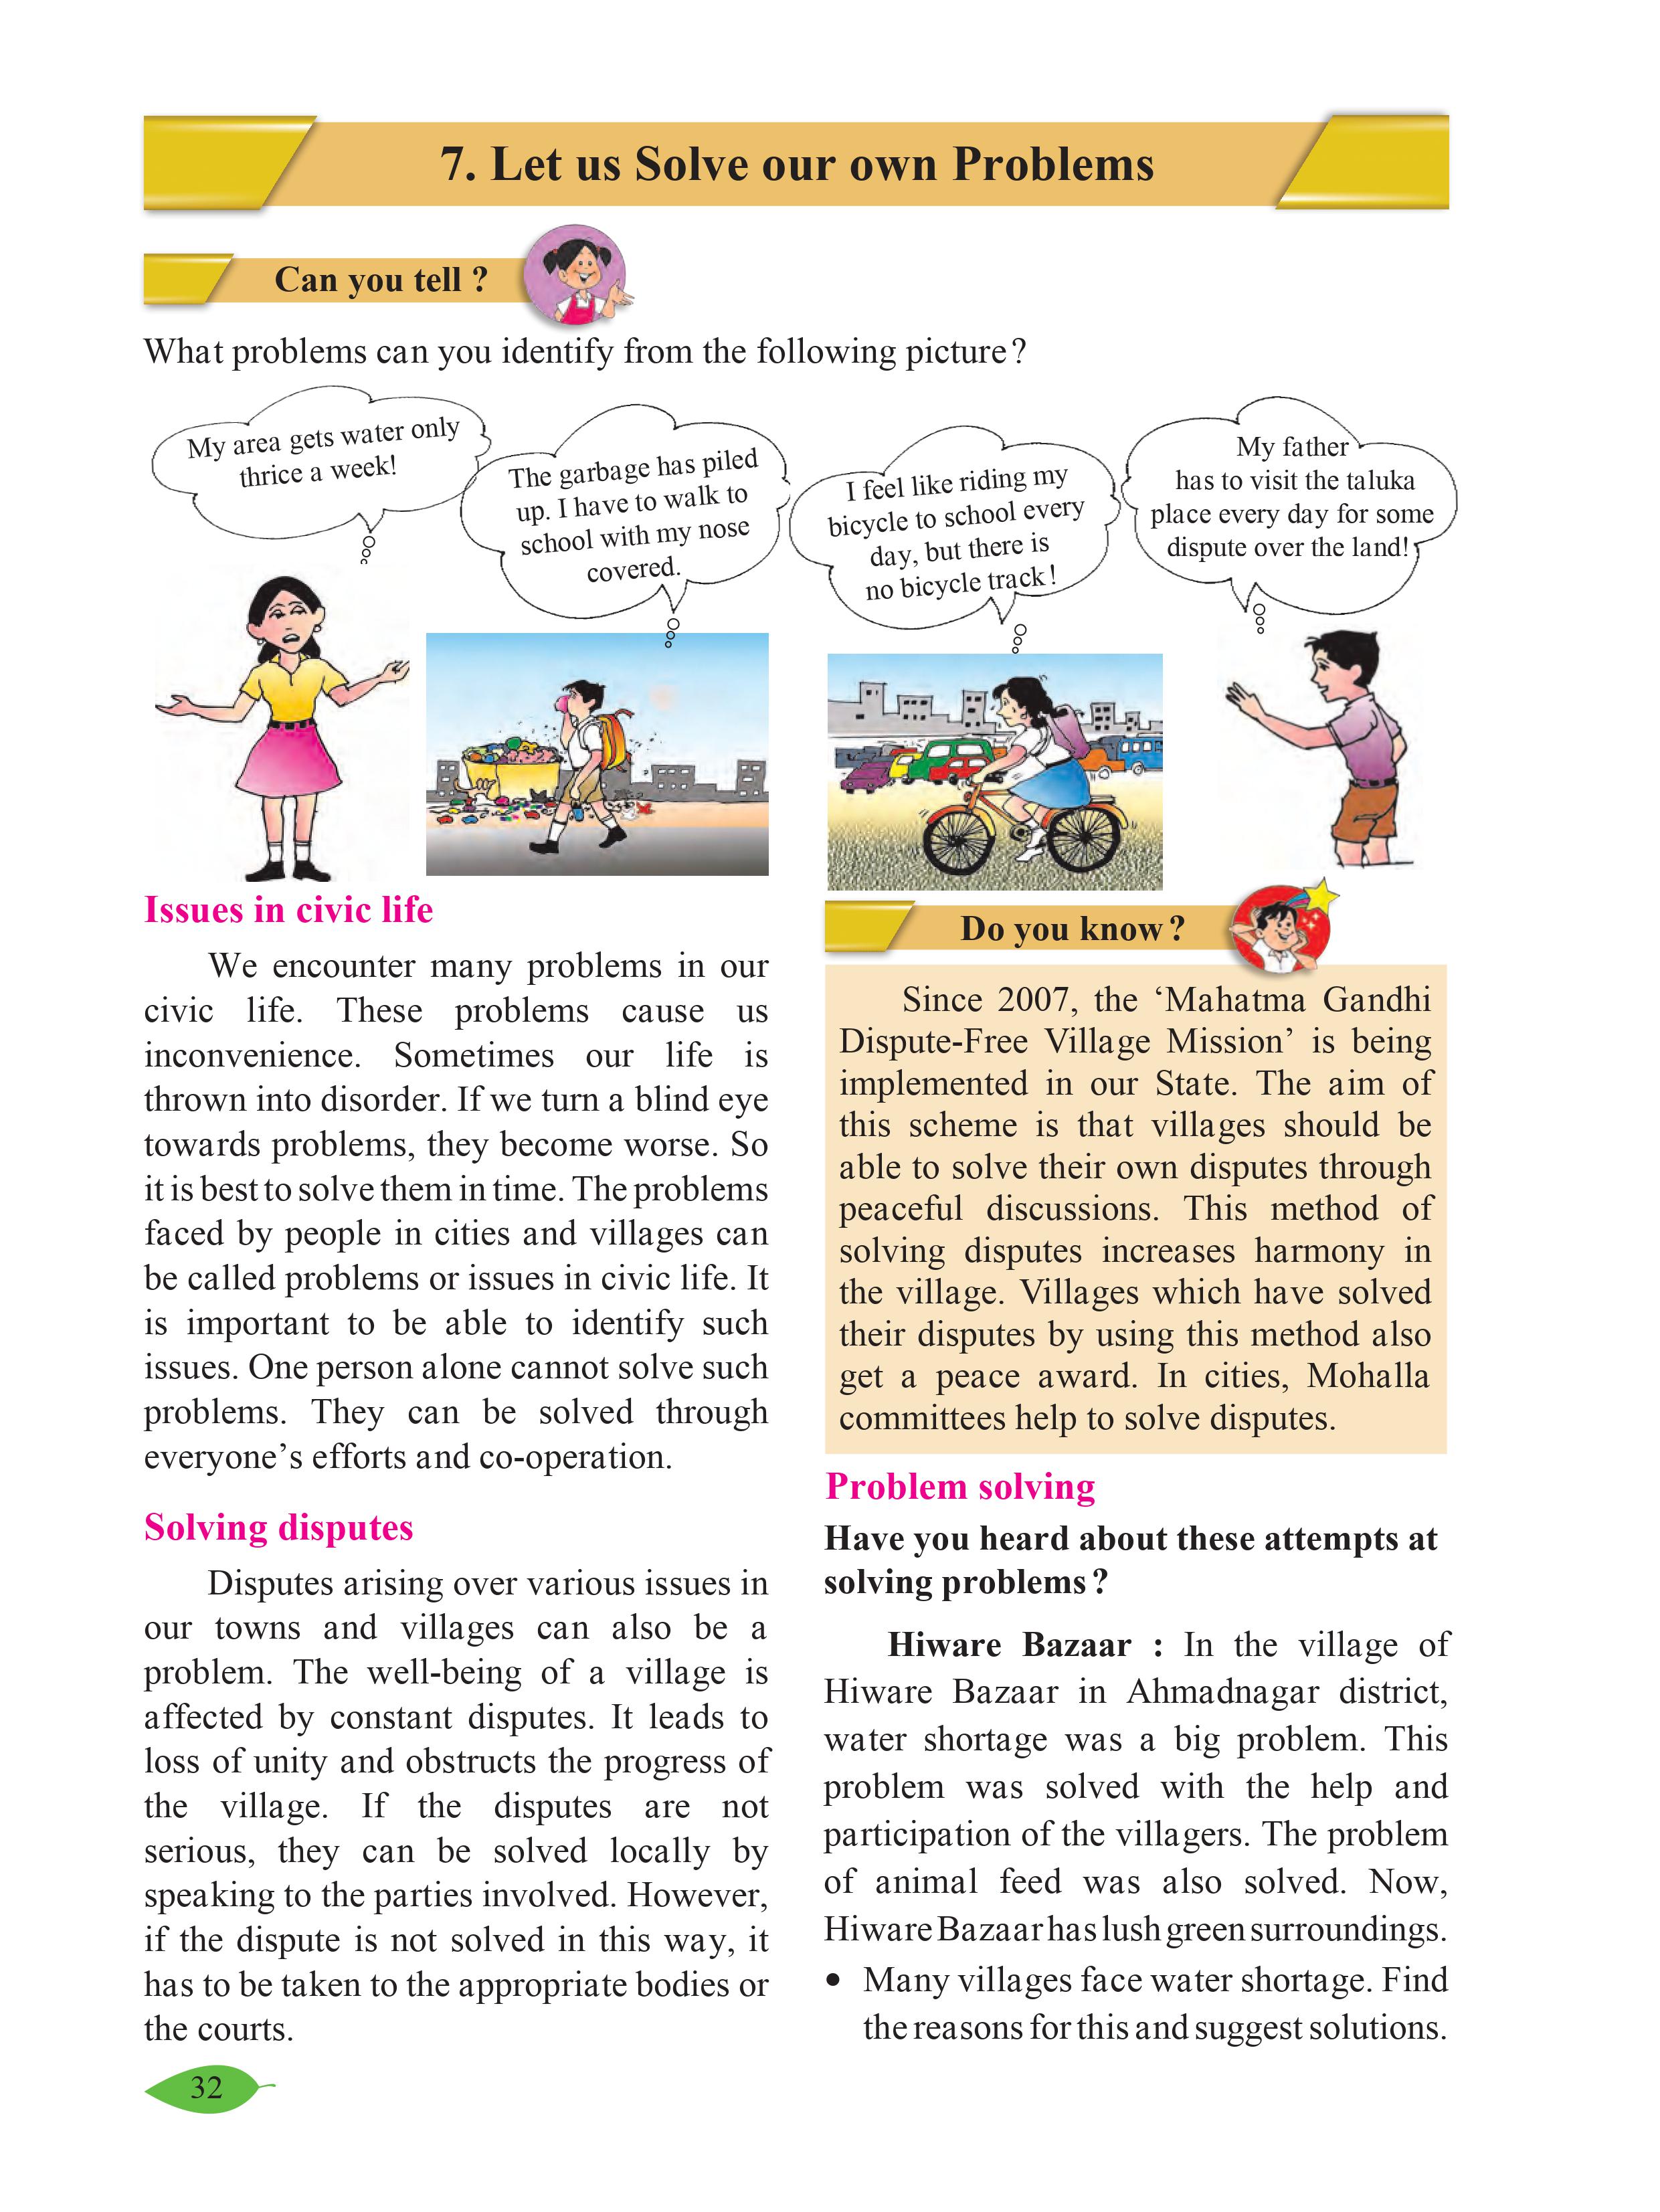 7. Let us Solve our own Problems
Can you tell ?
What problems can you identify from the following picture?
My area gets water only
thrice a week!
The garbage has piled
up. I have to walk to
school with my nose
covered.
I feel like riding my
bicycle to school every
day, but there is
no bicycle track!
My father
has to visit the taluka
place every day for some
dispute over the land!
Issues in civic life
We encounter many problems in our
civic life. These problems cause us
inconvenience. Sometimes our life is
thrown into disorder. If we turn a blind eye
towards problems, they become worse. So
it is best to solve them in time. The problems
faced by people in cities and villages can
be called problems or issues in civic life. It
is important to be able to identify such
issues. One person alone cannot solve such
problems. They can be solved through
everyone’s efforts and co-operation.
Solving disputes
Disputes arising over various issues in
our towns and villages can also be a
problem. The well-being of a village is
affected by constant disputes. It leads to
loss of unity and obstructs the progress of
the village. If the disputes are not
serious, they can be solved locally by
speaking to the parties involved. However,
if the dispute is not solved in this way, it
has to be taken to the appropriate bodies or
the courts.
Do you know ?
Since 2007, the ‘Mahatma Gandhi
Dispute-Free Village Mission’ is being
implemented in our State. The aim of
this scheme is that villages should be
able to solve their own disputes through
peaceful discussions. This method of
solving disputes increases harmony in
the village. Villages which have solved
their disputes by using this method also
get a peace award. In cities, Mohalla
committees help to solve disputes.
Problem solving
Have you heard about these attempts at
solving problems ?
Hiware Bazaar : In the village of
Hiware Bazaar in Ahmadnagar district,
water shortage was a big problem. This
problem was solved with the help and
participation of the villagers. The problem
of animal feed was also solved. Now,
Hiware Bazaar has lush green surroundings.
• Many villages face water shortage. Find
the reasons for this and suggest solutions.
32